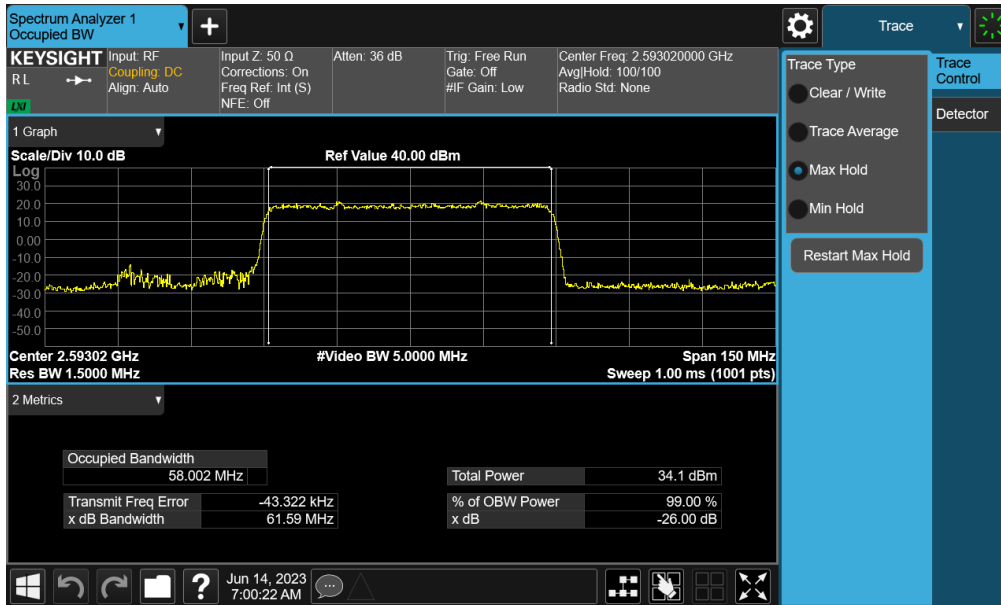 Spectrum Analyzer 1
Occupied BW
+
Trace
KEYSIGHT
R L
LXI
Input: RF
Coupling: DC
Align: Auto
Input Z: 50 Ω
Corrections: On
Freq Ref: Int (S)
NFE: Off
Atten: 36 dB
Trig: Free Run
Gate: Off
#IF Gain: Low
Center Freq: 2.593020000 GHz
Avg|Hold: 100/100
Radio Std: None
1 Graph
Scale/Div 10.0 dB
Ref Value 40.00 dBm
Log
30.0
20.0
10.0
0.00
-10.0
-20.0
-30.0
-40.0
-50.0
Center 2.59302 GHz
#Video BW 5.0000 MHz
Span 150 MHz
Res BW 1.5000 MHz
Sweep 1.00 ms (1001 pts)
2 Metrics
Occupied Bandwidth
58.002 MHz
Total Power 34.1 dBm
Transmit Freq Error -43.322 kHz
% of OBW Power 99.00 %
x dB Bandwidth 61.59 MHz
x dB -26.00 dB
?
Jun 14, 2023
7:00:22 AM
Trace Type
Clear / Write
Trace Average
Max Hold
Min Hold
Restart Max Hold
Trace
Control
Detector